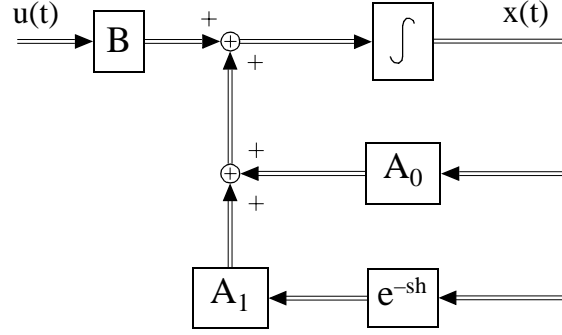 u(t) x(t)
+
B + ∫
+
+
A₀
+
A₁ e⁻ˢʰ
+